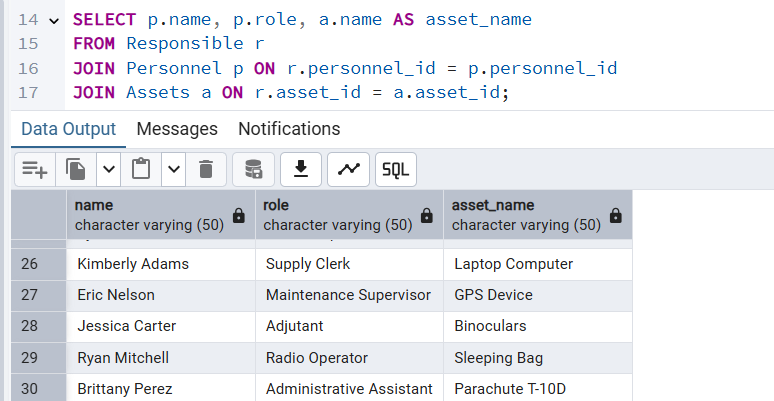 14 SELECT p.name, p.role, a.name AS asset_name
15 FROM Responsible r
16 JOIN Personnel p ON r.personnel_id = p.personnel_id
17 JOIN Assets a ON r.asset_id = a.asset_id;
Data Output Messages Notifications
SQL
name role asset_name
character varying (50) character varying (50) character varying (50)
26 Kimberly Adams Supply Clerk Laptop Computer
27 Eric Nelson Maintenance Supervisor GPS Device
28 Jessica Carter Adjutant Binoculars
29 Ryan Mitchell Radio Operator Sleeping Bag
30 Brittany Perez Administrative Assistant Parachute T-10D